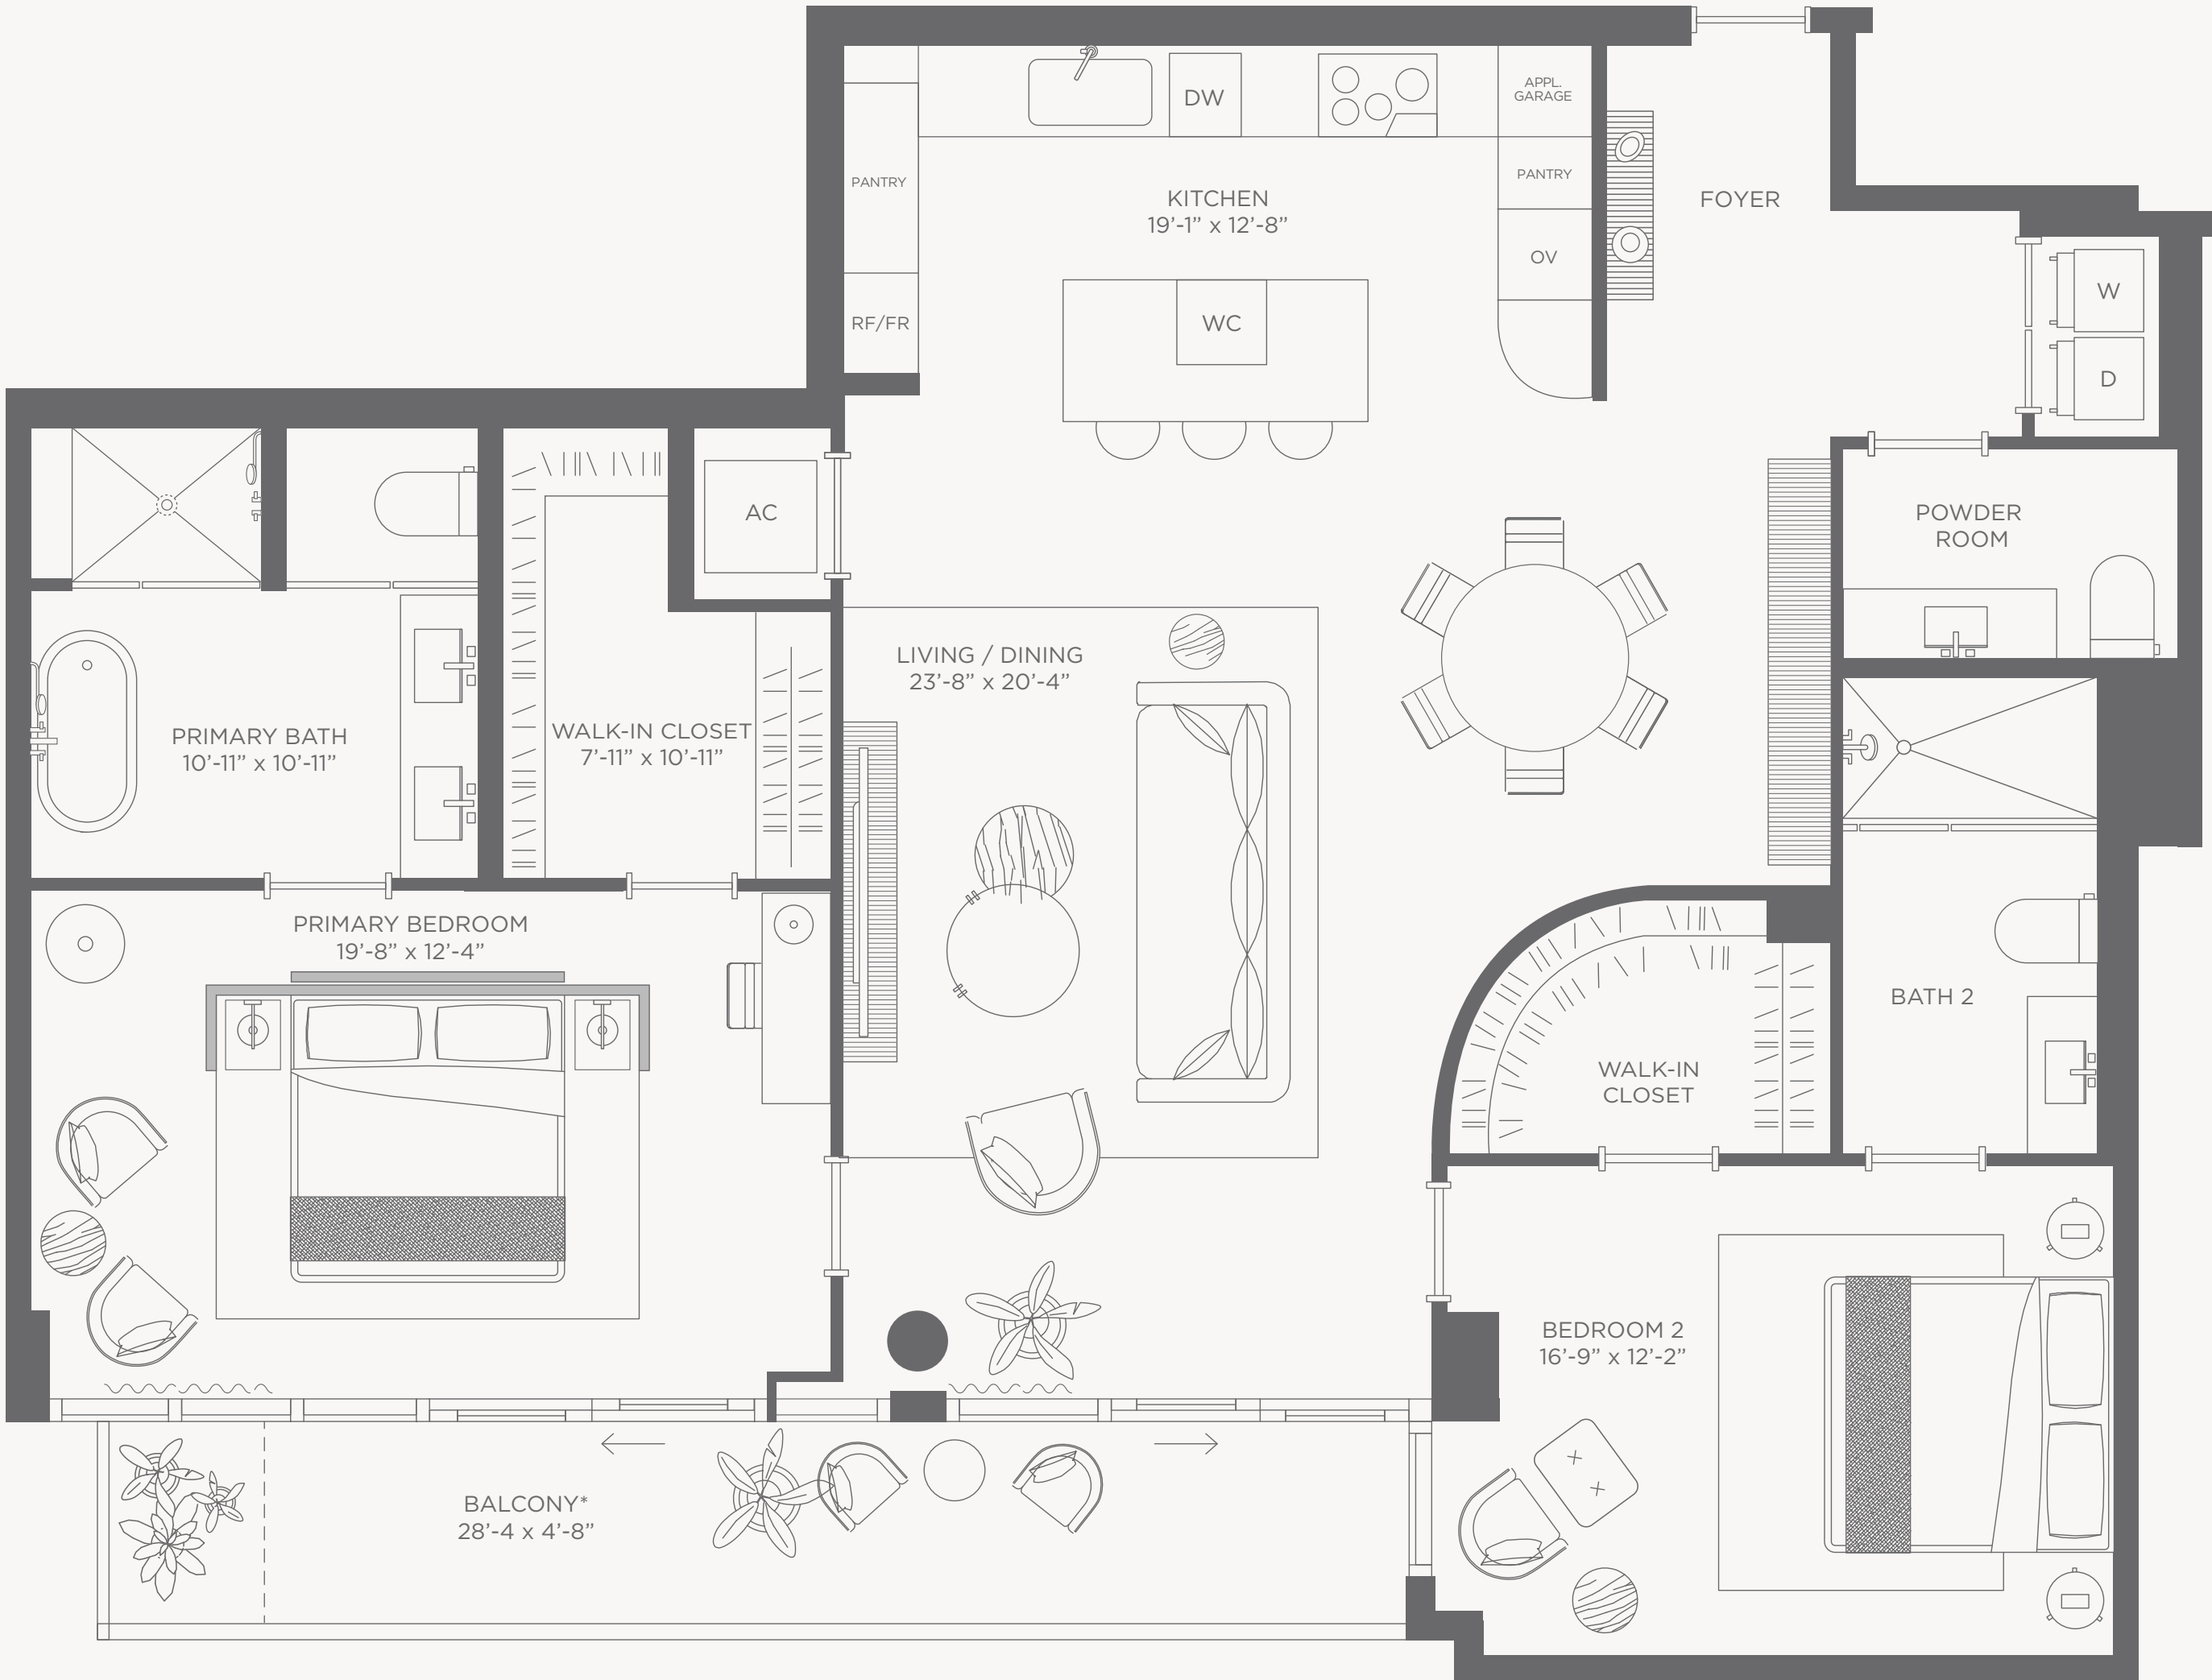 DW
APPL.
GARAGE
PANTRY
PANTRY
KITCHEN
19’-1” x 12’-8”
FOYER
OV
W
RF/FR
WC
D
AC
POWDER
ROOM
LIVING / DINING
23’-8” x 20’-4”
PRIMARY BATH
10’-11” x 10’-11”
WALK-IN CLOSET
7’-11” x 10’-11”
PRIMARY BEDROOM
19’-8” x 12’-4”
BATH 2
WALK-IN
CLOSET
BEDROOM 2
16’-9” x 12’-2”
BALCONY*
28’-4 x 4’-8”